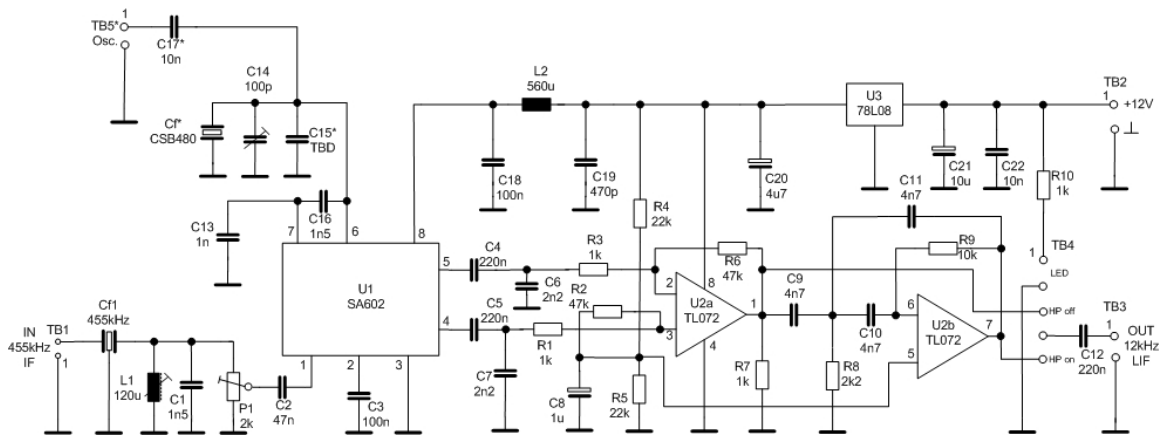 TB5*
1
Osc.
C17*
10n
C14
100p
Cf*
CSB480
C15*
TBD
C13
1n
C16
1n5
7
6
8
L2
560u
C18
100n
C19
470p
C20
4u7
U3
78L08
C21
10u
C22
10n
R10
1k
TB2
1
+12V
⊥
R4
22k
C11
4n7
R9
10k
TB4
1
LED
U1
SA602
5
4
1
2
3
C4
220n
C5
220n
C6
2n2
C7
2n2
R3
1k
R2
47k
R1
1k
R6
47k
2
3
8
U2a
TL072
1
4
C9
4n7
C10
4n7
6
5
U2b
TL072
7
HP off
HP on
TB3
1
OUT
12kHz
LIF
C12
220n
R7
1k
R8
2k2
R5
22k
C8
1u
IN
455kHz
IF
TB1
1
Cf1
455kHz
L1
120u
C1
1n5
P1
2k
C2
47n
C3
100n